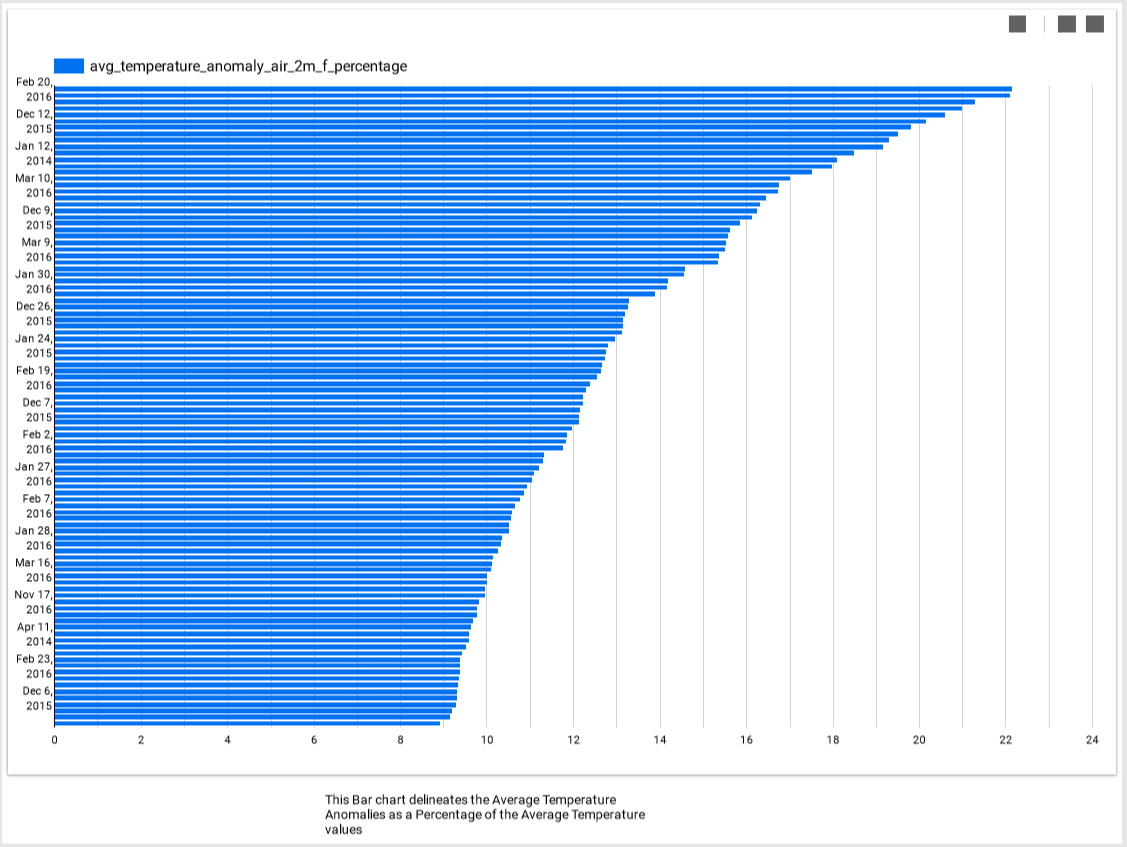 avg_temperature_anomaly_air_2m_f_percentage
Feb 20,
2016
Dec 12,
2015
Jan 12,
2014
Mar 10,
2016
Dec 9,
2015
Mar 9,
2016
Jan 30,
2016
Dec 26,
2015
Jan 24,
2015
Feb 19,
2016
Dec 7,
2015
Feb 2,
2016
Jan 27,
2016
Feb 7,
2016
Jan 28,
2016
Mar 16,
2016
Nov 17,
2016
Apr 11,
2014
Feb 23,
2016
Dec 6,
2015
0 2 4 6 8 10 12 14 16 18 20 22 24
This Bar chart delineates the Average Temperature
Anomalies as a Percentage of the Average Temperature
values